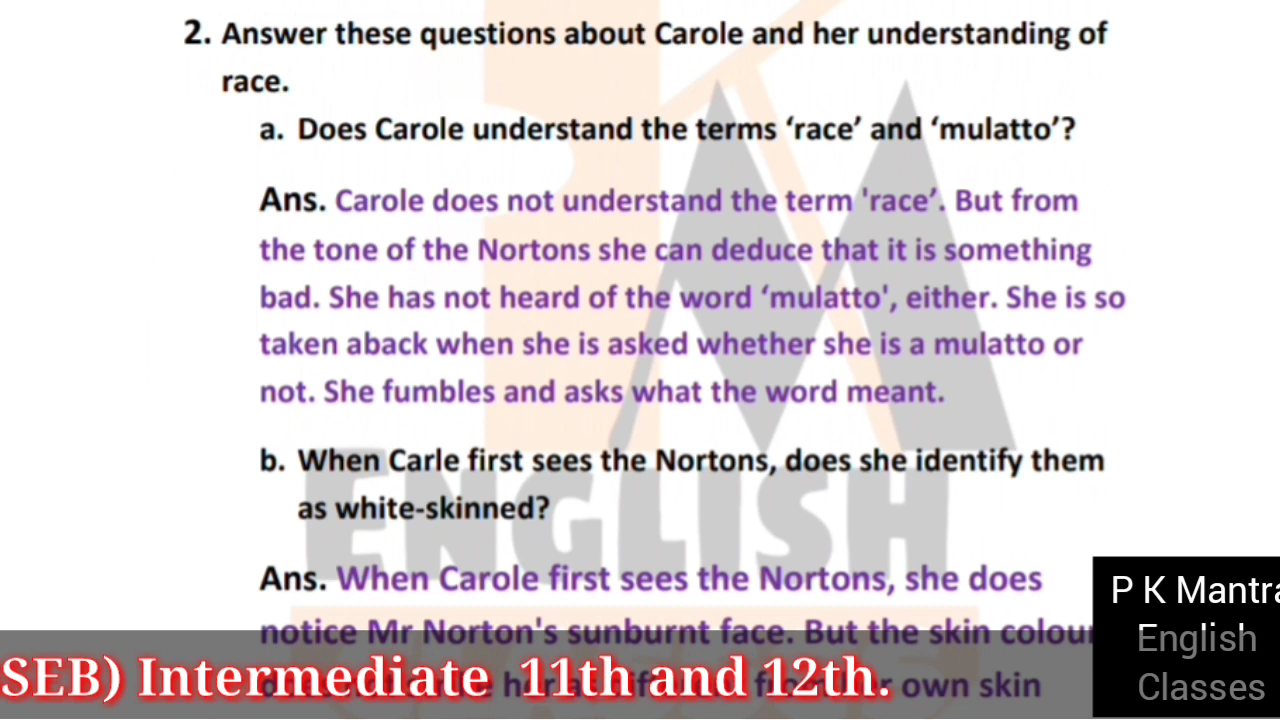 2. Answer these questions about Carole and her understanding of
race.
a. Does Carole understand the terms ‘race’ and ‘mulatto’?
Ans. Carole does not understand the term 'race’. But from
the tone of the Nortons she can deduce that it is something
bad. She has not heard of the word ‘mulatto', either. She is so
taken aback when she is asked whether she is a mulatto or
not. She fumbles and asks what the word meant.
b. When Carle first sees the Nortons, does she identify them
as white-skinned?
Ans. When Carole first sees the Nortons, she does
notice Mr Norton's sunburnt face. But the skin colour
own skin
ENGLISH
SEB) Intermediate 11th and 12th.
P K Mantra
English
Classes